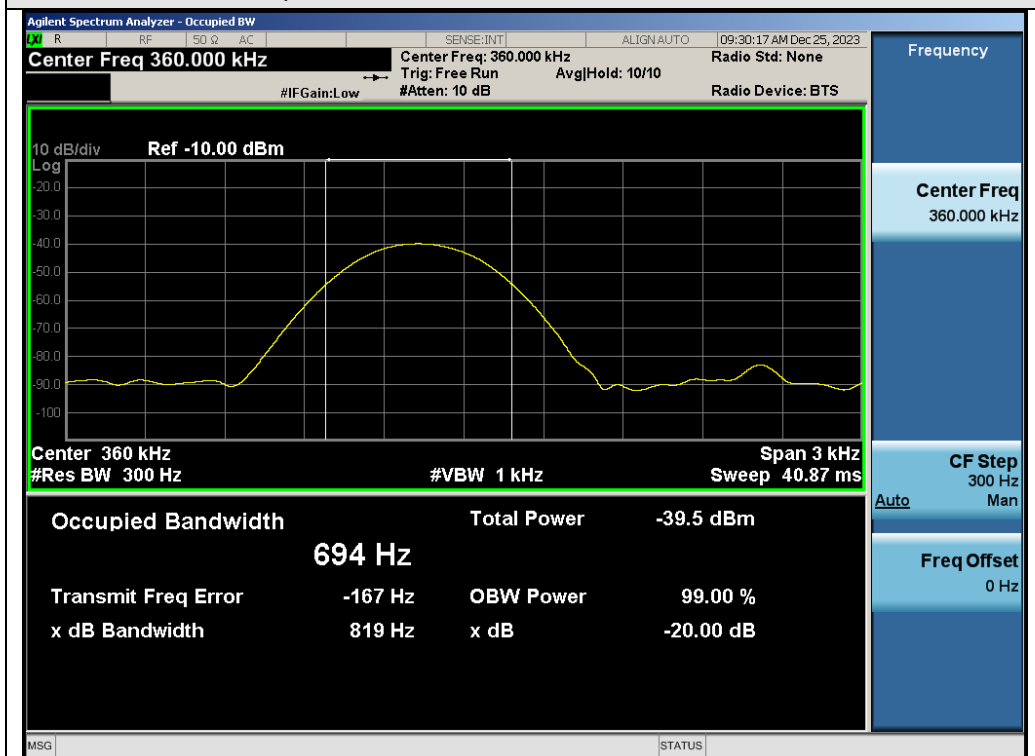 Agilent Spectrum Analyzer - Occupied BW
LXI R RF 50 Ω AC SENSE:INT ALIGN AUTO 09:30:17 AM Dec 25, 2023
Center Freq 360.000 kHz Center Freq: 360.000 kHz Radio Std: None
Trig: Free Run Avg|Hold: 10/10
#IFGain:Low #Atten: 10 dB Radio Device: BTS
Frequency
10 dB/div Ref -10.00 dBm
Log
-20.0
-30.0
-40.0
-50.0
-60.0
-70.0
-80.0
-90.0
-100
Center 360 kHz Span 3 kHz
#Res BW 300 Hz #VBW 1 kHz Sweep 40.87 ms
Occupied Bandwidth Total Power -39.5 dBm
694 Hz
Transmit Freq Error -167 Hz OBW Power 99.00 %
x dB Bandwidth 819 Hz x dB -20.00 dB
Center Freq
360.000 kHz
CF Step
300 Hz
Auto Man
Freq Offset
0 Hz
MSG STATUS